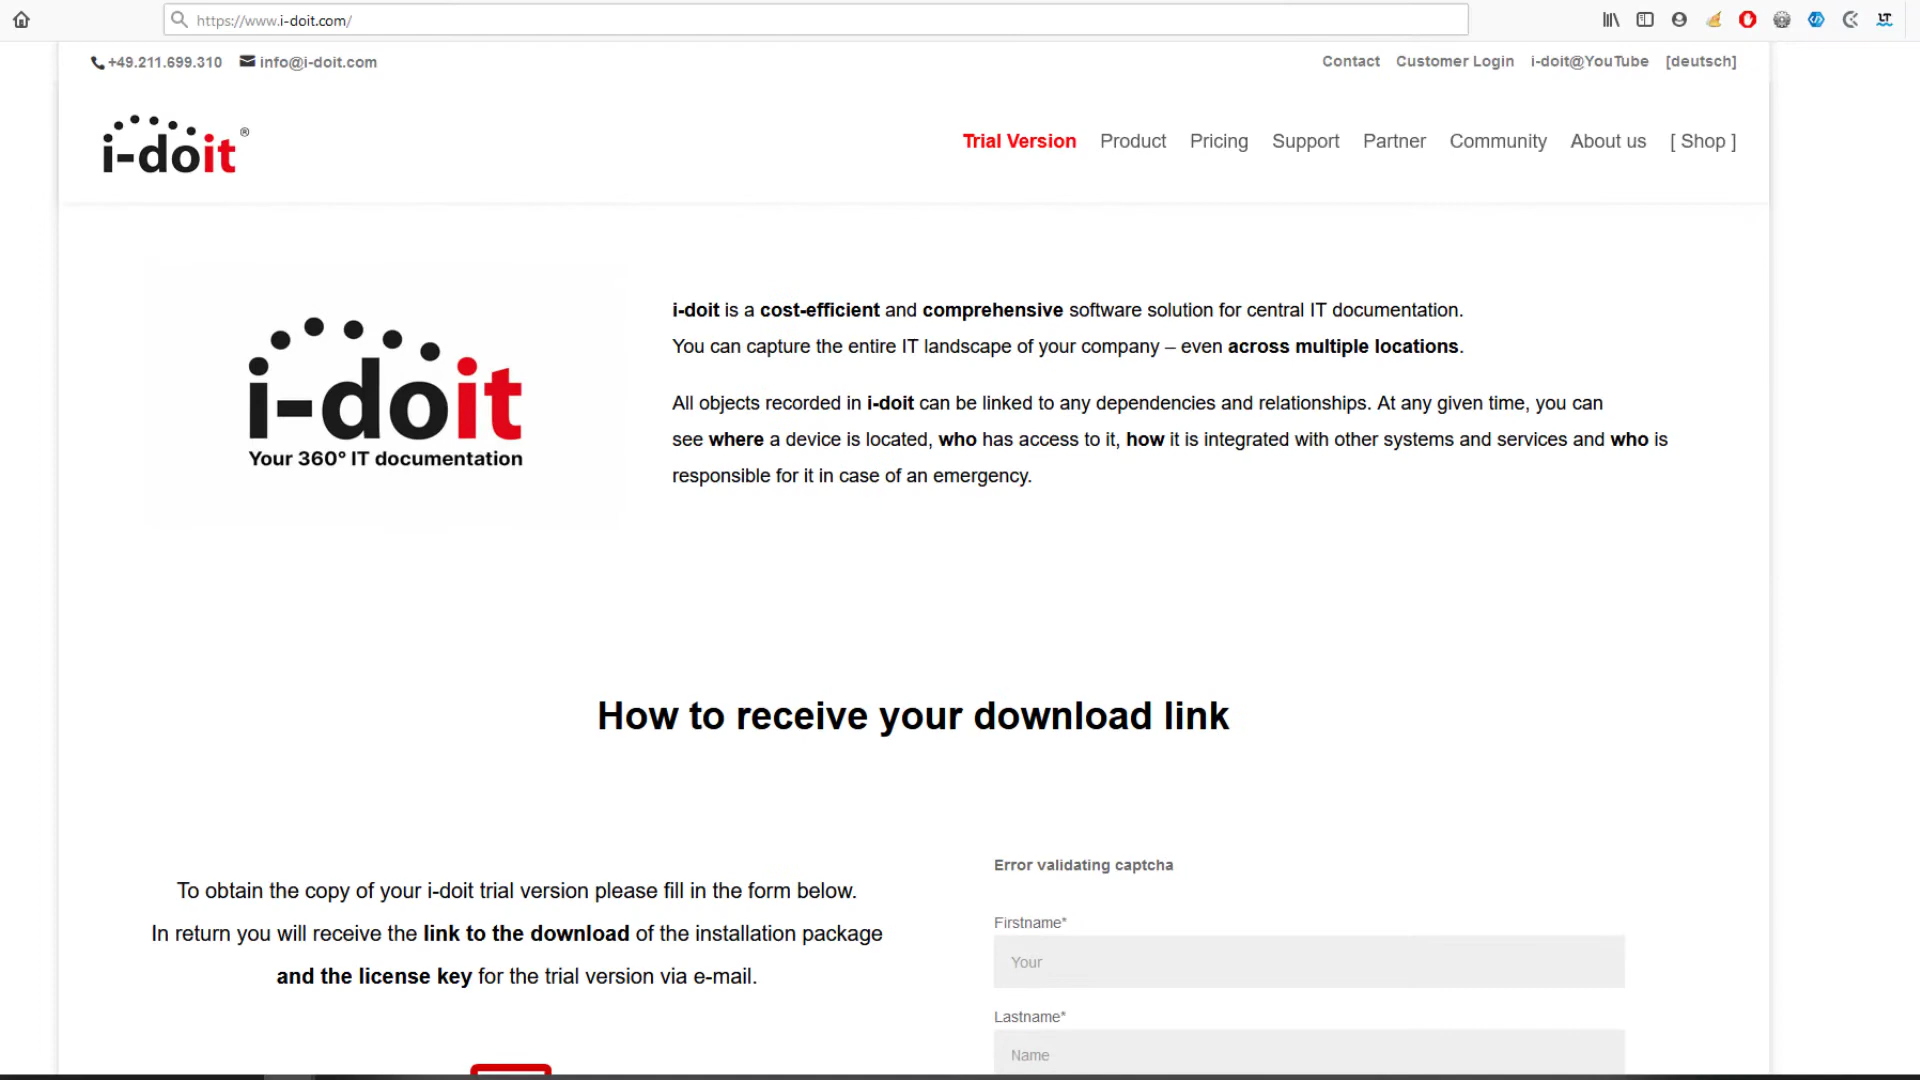 https://www.i-doit.com/
+49.211.699.310 info@i-doit.com
Contact Customer Login i-doit@YouTube [deutsch]
i-doit®
Trial Version Product Pricing Support Partner Community About us [ Shop ]
i-doit
Your 360° IT documentation
i-doit is a cost-efficient and comprehensive software solution for central IT documentation.
You can capture the entire IT landscape of your company – even across multiple locations.
All objects recorded in i-doit can be linked to any dependencies and relationships. At any given time, you can
see where a device is located, who has access to it, how it is integrated with other systems and services and who is
responsible for it in case of an emergency.
How to receive your download link
To obtain the copy of your i-doit trial version please fill in the form below.
In return you will receive the link to the download of the installation package
and the license key for the trial version via e-mail.
Error validating captcha
Firstname*
Your
Lastname*
Name